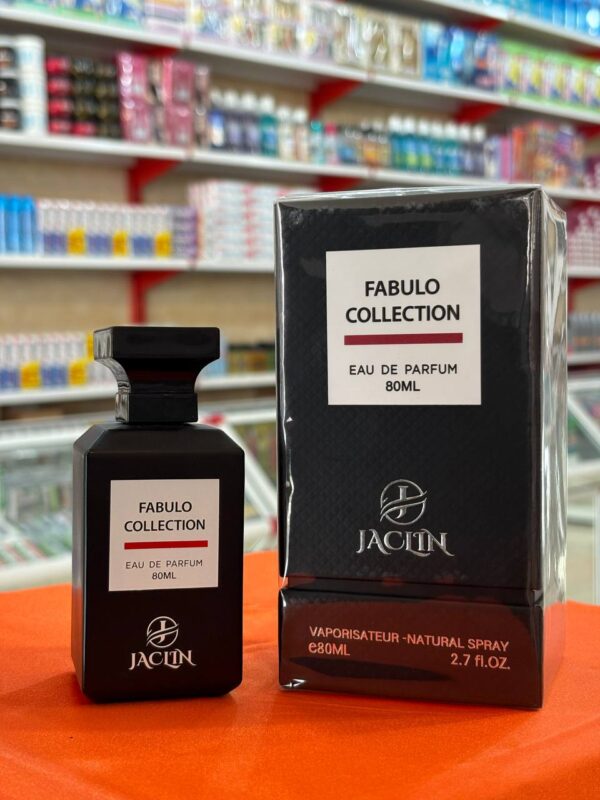 FABULO
COLLECTION
EAU DE PARFUM
80ML
JACLIN
FABULO
COLLECTION
EAU DE PARFUM
80ML
JACLIN
VAPORISATEUR -NATURAL SPRAY
e80ML
2.7 fl.OZ.